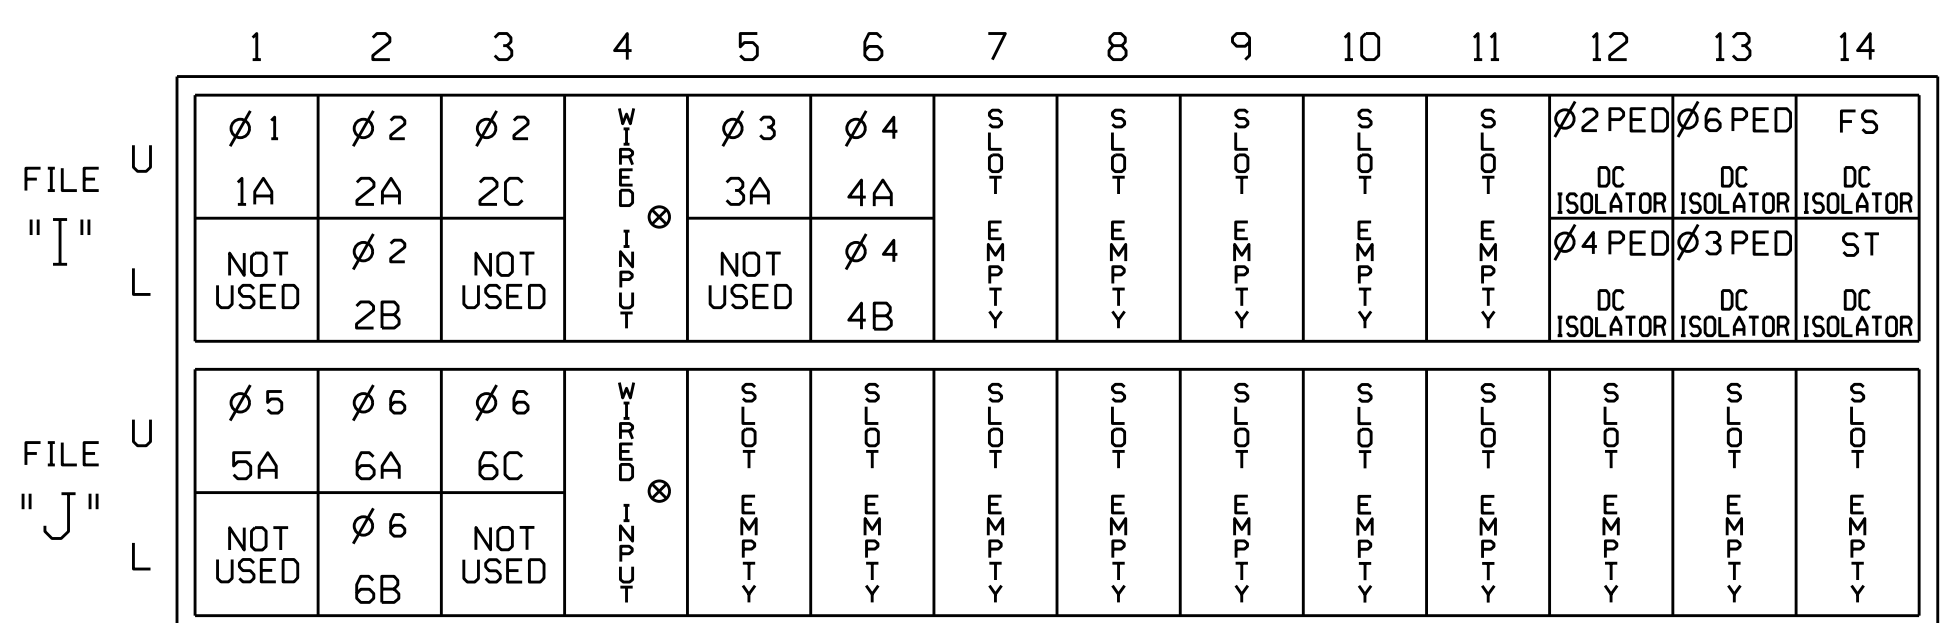 1 2 3 4 5 6 7 8 9 10 11 12 13 14
FILE "I"
U
L
Ø 1 1A
NOT USED
Ø 2 2A
Ø 2 2B
Ø 2 2C
NOT USED
WIRED INPUT ⊗
Ø 3 3A
NOT USED
Ø 4 4A
Ø 4 4B
SLOT EMPTY
SLOT EMPTY
SLOT EMPTY
SLOT EMPTY
SLOT EMPTY
Ø2 PED
DC
ISOLATOR
Ø4 PED
DC
ISOLATOR
Ø6 PED
DC
ISOLATOR
Ø3 PED
DC
ISOLATOR
FS
DC
ISOLATOR
ST
DC
ISOLATOR
FILE "J"
U
L
Ø 5 5A
NOT USED
Ø 6 6A
Ø 6 6B
Ø 6 6C
NOT USED
WIRED INPUT ⊗
SLOT EMPTY
SLOT EMPTY
SLOT EMPTY
SLOT EMPTY
SLOT EMPTY
SLOT EMPTY
SLOT EMPTY
SLOT EMPTY
SLOT EMPTY
SLOT EMPTY